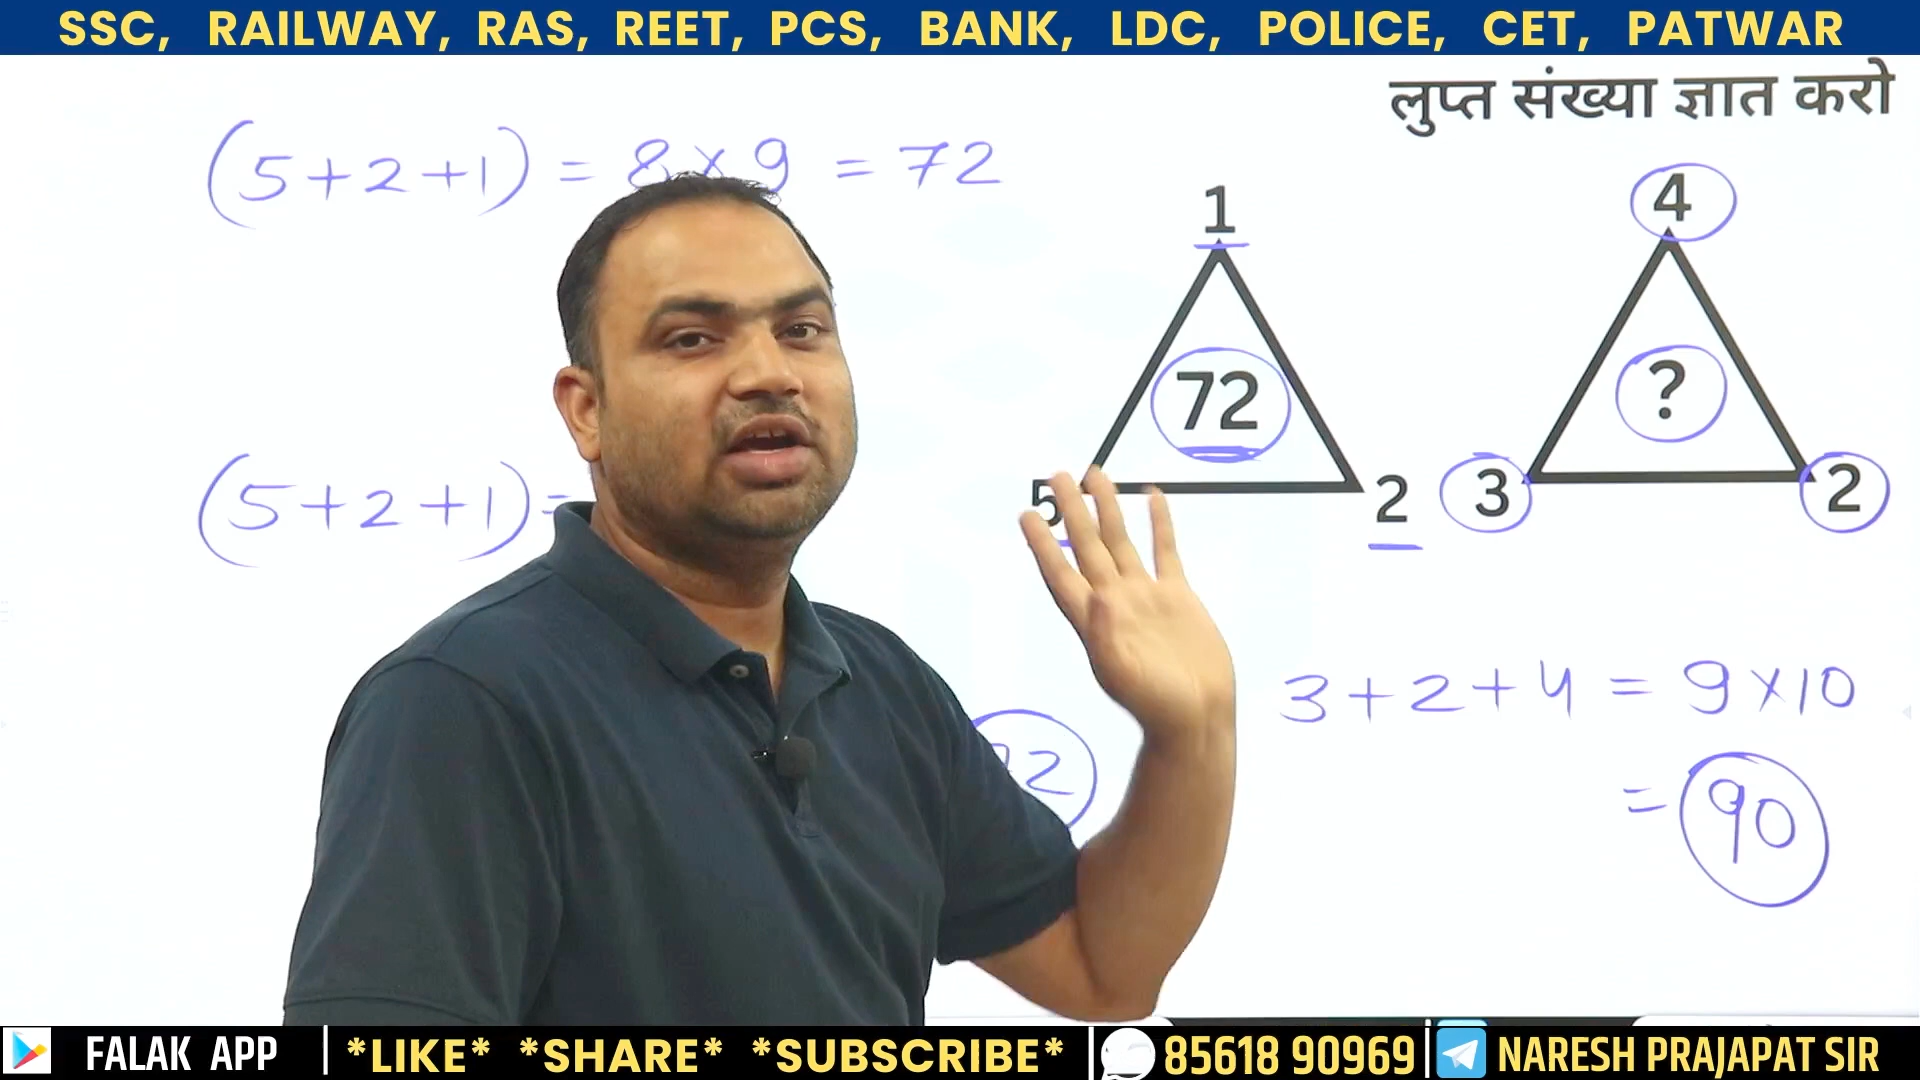 SSC, RAILWAY, RAS, REET, PCS, BANK, LDC, POLICE, CET, PATWAR
लुप्त संख्या ज्ञात करो
(5+2+1) = 8×9 = 72
1
72
5
2
4
?
3
2
(5+2+1)=
3+2+4 = 9×10
= 90
FALAK APP
*LIKE* *SHARE* *SUBSCRIBE*
85618 90969
NARESH PRAJAPAT SIR